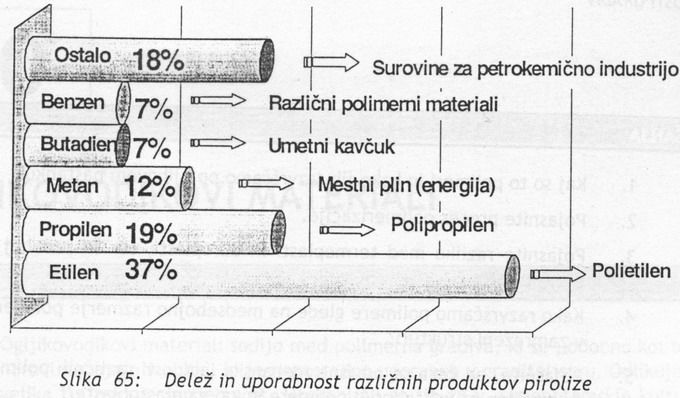 Ostalo 18% Surovine za petrokemično industrijo
Benzen 7% Različni polimerni materiali
Butadien 7% Umetni kavčuk
Metan 12% Mestni plin (energija)
Propilen 19% Polipropilen
Etilen 37% Polietilen
Slika 65: Delež in uporabnost različnih produktov pirolize